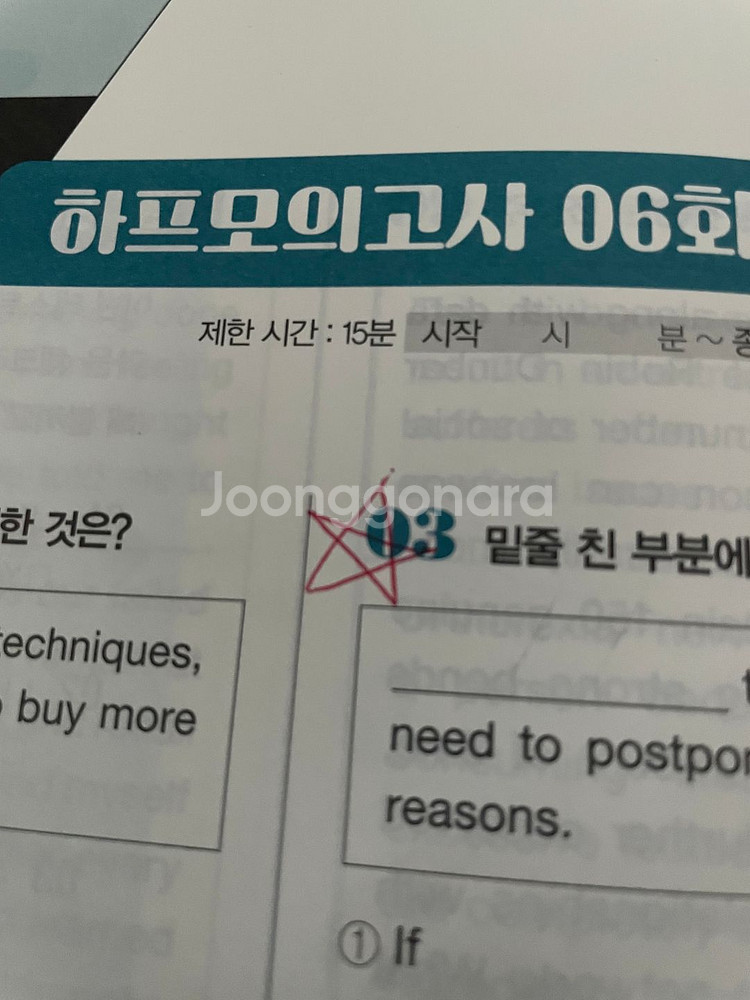 하프모의고사 06회
제한 시간 : 15분 시작 시 분 ~
Joonggonara
한 것은?
techniques,
buy more
03 밑줄 친 부분에
need to
reasons.
① If